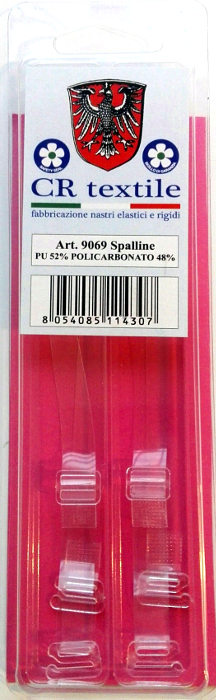 CR textile
fabbricazione nastri elastici e rigidi
Art. 9069 Spalline
PU 52% POLICARBONATO 48%
8 054085 114307